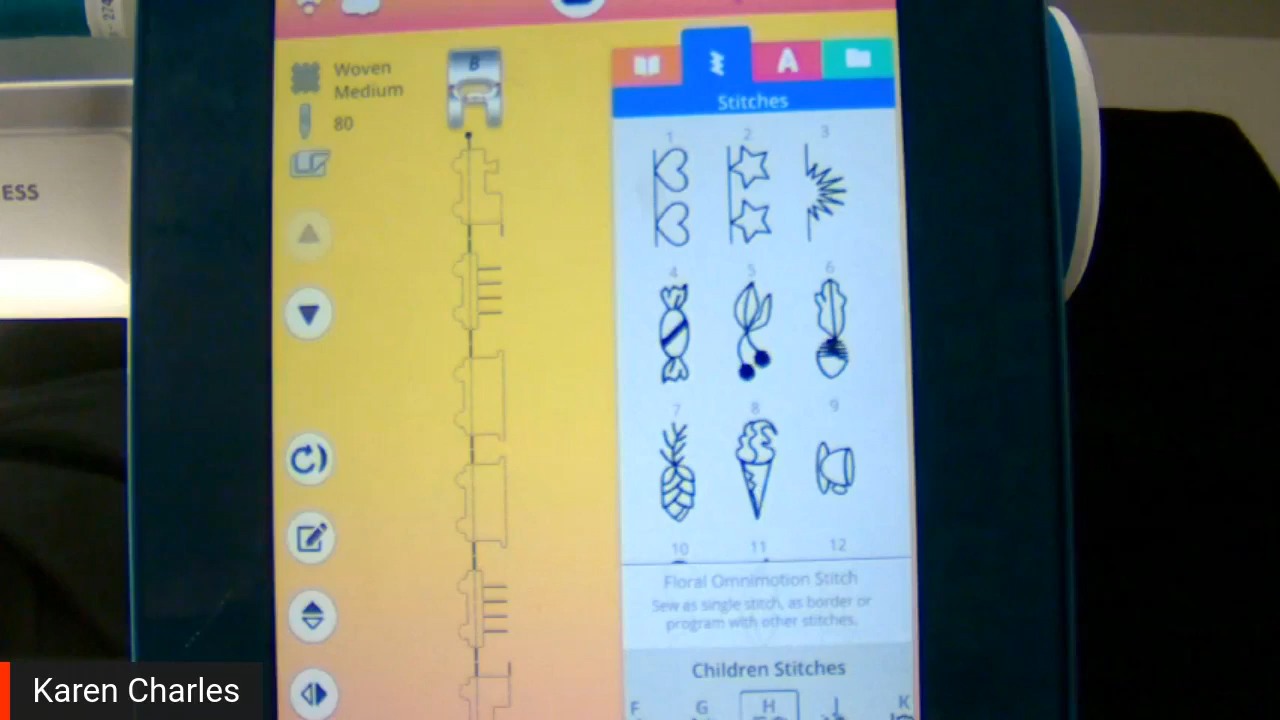 Woven
Medium
80
B
ESS
A
Stitches
1 2 3
4 5 6
7 8 9
10 11 12
Floral Omnimotion Stitch
Sew as single stitch, as border or
program with other stitches.
Children Stitches
F G H I K
Karen Charles